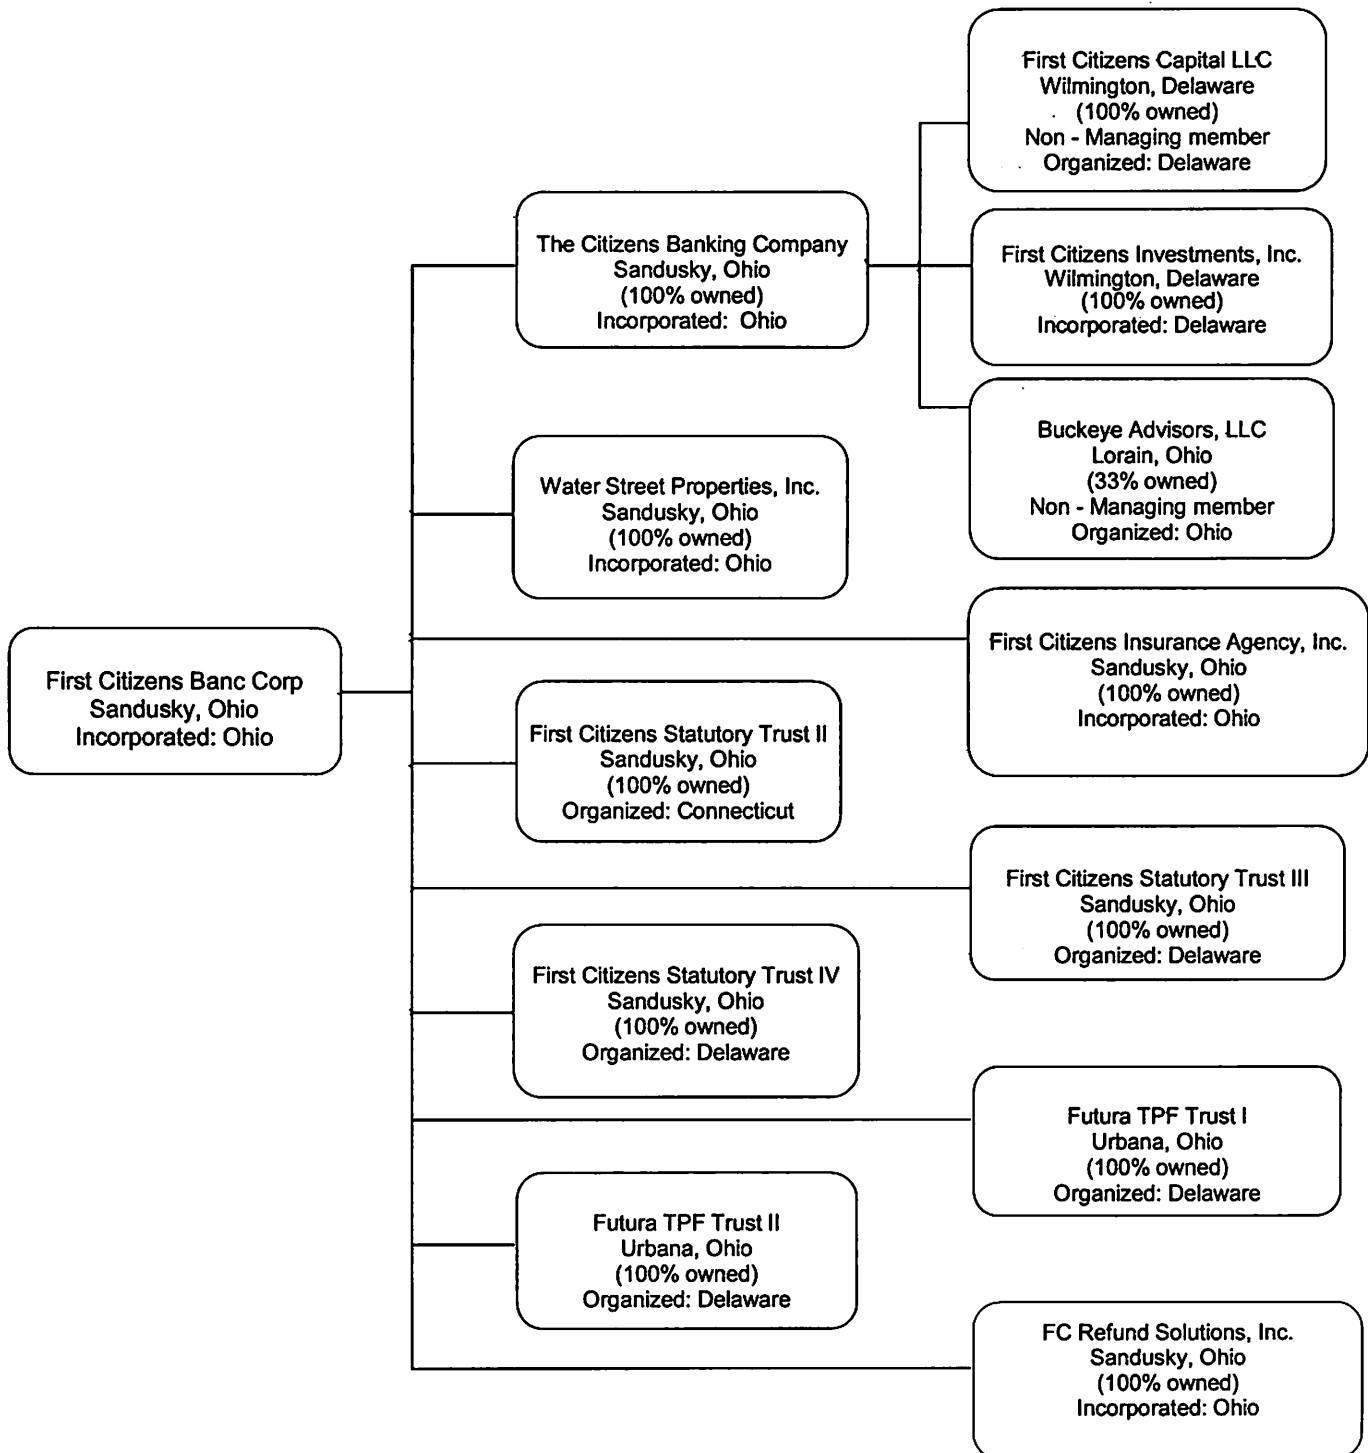 First Citizens Capital LLC
Wilmington, Delaware
(100% owned)
Non - Managing member
Organized: Delaware
The Citizens Banking Company
Sandusky, Ohio
(100% owned)
Incorporated: Ohio
First Citizens Investments, Inc.
Wilmington, Delaware
(100% owned)
Incorporated: Delaware
Buckeye Advisors, LLC
Lorain, Ohio
(33% owned)
Non - Managing member
Organized: Ohio
Water Street Properties, Inc.
Sandusky, Ohio
(100% owned)
Incorporated: Ohio
First Citizens Insurance Agency, Inc.
Sandusky, Ohio
(100% owned)
Incorporated: Ohio
First Citizens Banc Corp
Sandusky, Ohio
Incorporated: Ohio
First Citizens Statutory Trust II
Sandusky, Ohio
(100% owned)
Organized: Connecticut
First Citizens Statutory Trust III
Sandusky, Ohio
(100% owned)
Organized: Delaware
First Citizens Statutory Trust IV
Sandusky, Ohio
(100% owned)
Organized: Delaware
Futura TPF Trust I
Urbana, Ohio
(100% owned)
Organized: Delaware
Futura TPF Trust II
Urbana, Ohio
(100% owned)
Organized: Delaware
FC Refund Solutions, Inc.
Sandusky, Ohio
(100% owned)
Incorporated: Ohio